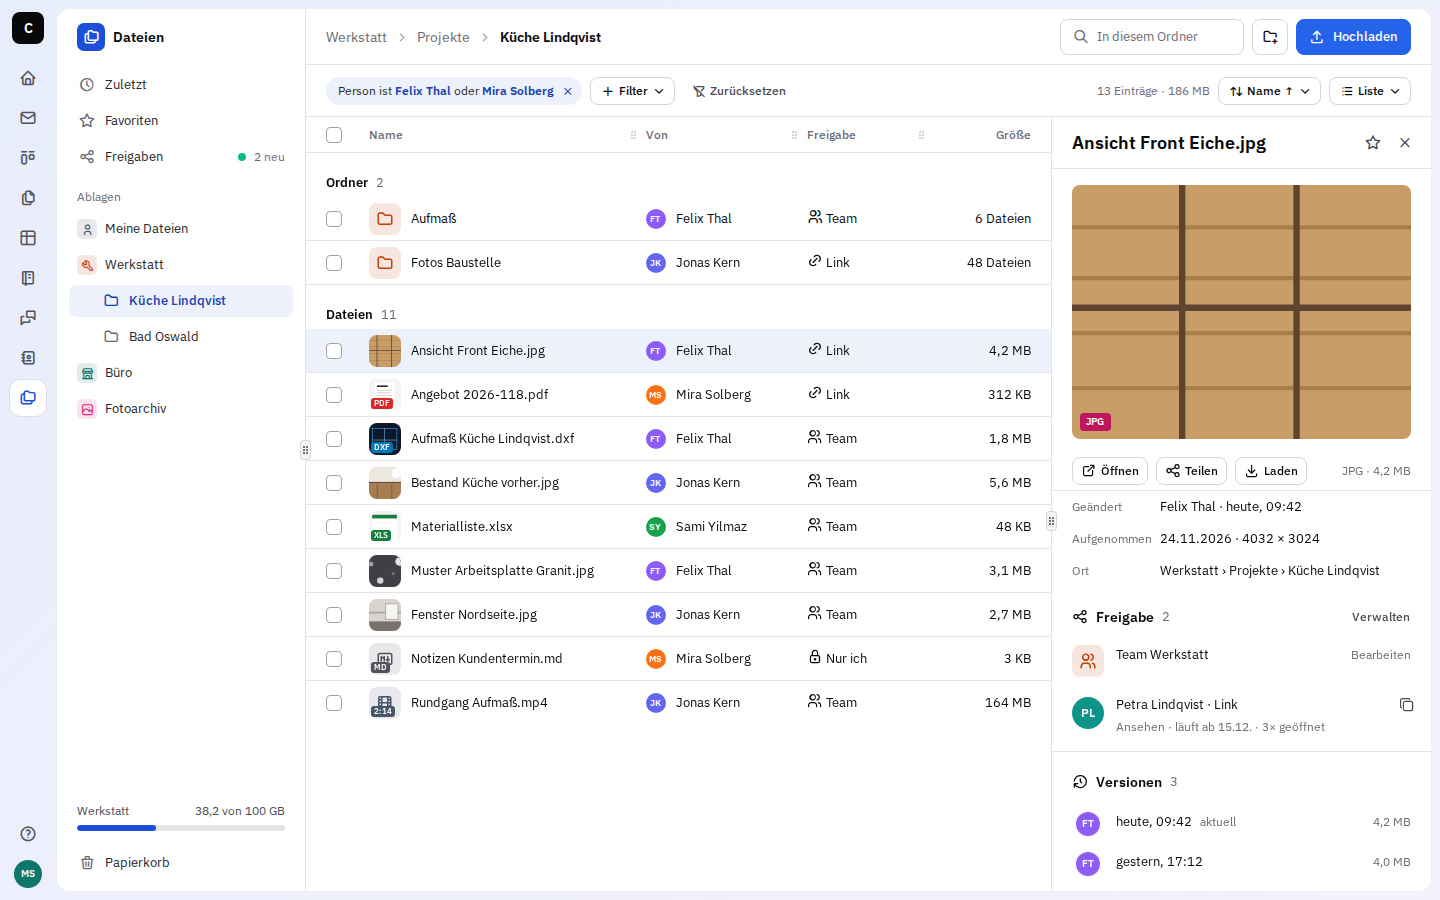 C
Dateien
Zuletzt
Favoriten
Freigaben 2 neu
Ablagen
Meine Dateien
Werkstatt
Küche Lindqvist
Bad Oswald
Büro
Fotoarchiv
Werkstatt 38,2 von 100 GB
Papierkorb
MS
Werkstatt Projekte Küche Lindqvist
In diesem Ordner
Hochladen
Person ist Felix Thal oder Mira Solberg
Filter
Zurücksetzen
13 Einträge · 186 MB
Name ↑
Liste
Name Von Freigabe Größe
Ordner 2
Aufmaß FT Felix Thal Team 6 Dateien
Fotos Baustelle JK Jonas Kern Link 48 Dateien
Dateien 11
Ansicht Front Eiche.jpg FT Felix Thal Link 4,2 MB
PDF Angebot 2026-118.pdf MS Mira Solberg Link 312 KB
DXF Aufmaß Küche Lindqvist.dxf FT Felix Thal Team 1,8 MB
Bestand Küche vorher.jpg JK Jonas Kern Team 5,6 MB
XLS Materialliste.xlsx SY Sami Yilmaz Team 48 KB
Muster Arbeitsplatte Granit.jpg FT Felix Thal Team 3,1 MB
Fenster Nordseite.jpg JK Jonas Kern Team 2,7 MB
MD Notizen Kundentermin.md MS Mira Solberg Nur ich 3 KB
2:14 Rundgang Aufmaß.mp4 JK Jonas Kern Team 164 MB
Ansicht Front Eiche.jpg
JPG
Öffnen Teilen Laden JPG · 4,2 MB
Geändert Felix Thal · heute, 09:42
Aufgenommen 24.11.2026 · 4032 × 3024
Ort Werkstatt › Projekte › Küche Lindqvist
Freigabe 2 Verwalten
Team Werkstatt Bearbeiten
PL Petra Lindqvist · Link
Ansehen · läuft ab 15.12. · 3× geöffnet
Versionen 3
FT heute, 09:42 aktuell 4,2 MB
FT gestern, 17:12 4,0 MB